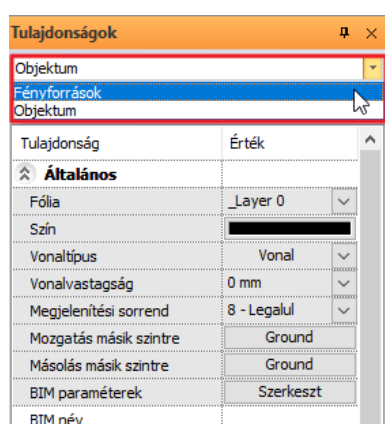 Tulajdonságok
Objektum
Fényforrások
Objektum
Tulajdonság Érték
Általános
Fólia _Layer 0
Szín
Vonaltípus Vonal
Vonalvastagság 0 mm
Megjelenítési sorrend 8 - Legalul
Mozgatás másik szintre Ground
Másolás másik szintre Ground
BIM paraméterek Szerkeszt
BIM név